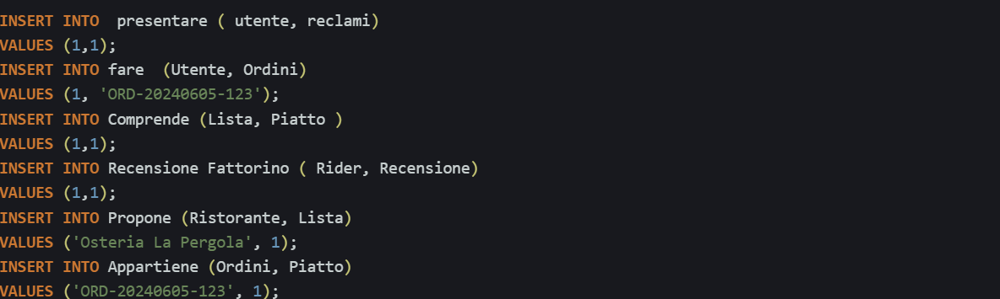 INSERT INTO  presentare ( utente, reclami)
VALUES (1,1);
INSERT INTO fare  (Utente, Ordini)
VALUES (1, 'ORD-20240605-123');
INSERT INTO Comprende (Lista, Piatto )
VALUES (1,1);
INSERT INTO Recensione Fattorino ( Rider, Recensione)
VALUES (1,1);
INSERT INTO Propone (Ristorante, Lista)
VALUES ('Osteria La Pergola', 1);
INSERT INTO Appartiene (Ordini, Piatto)
VALUES ('ORD-20240605-123', 1);